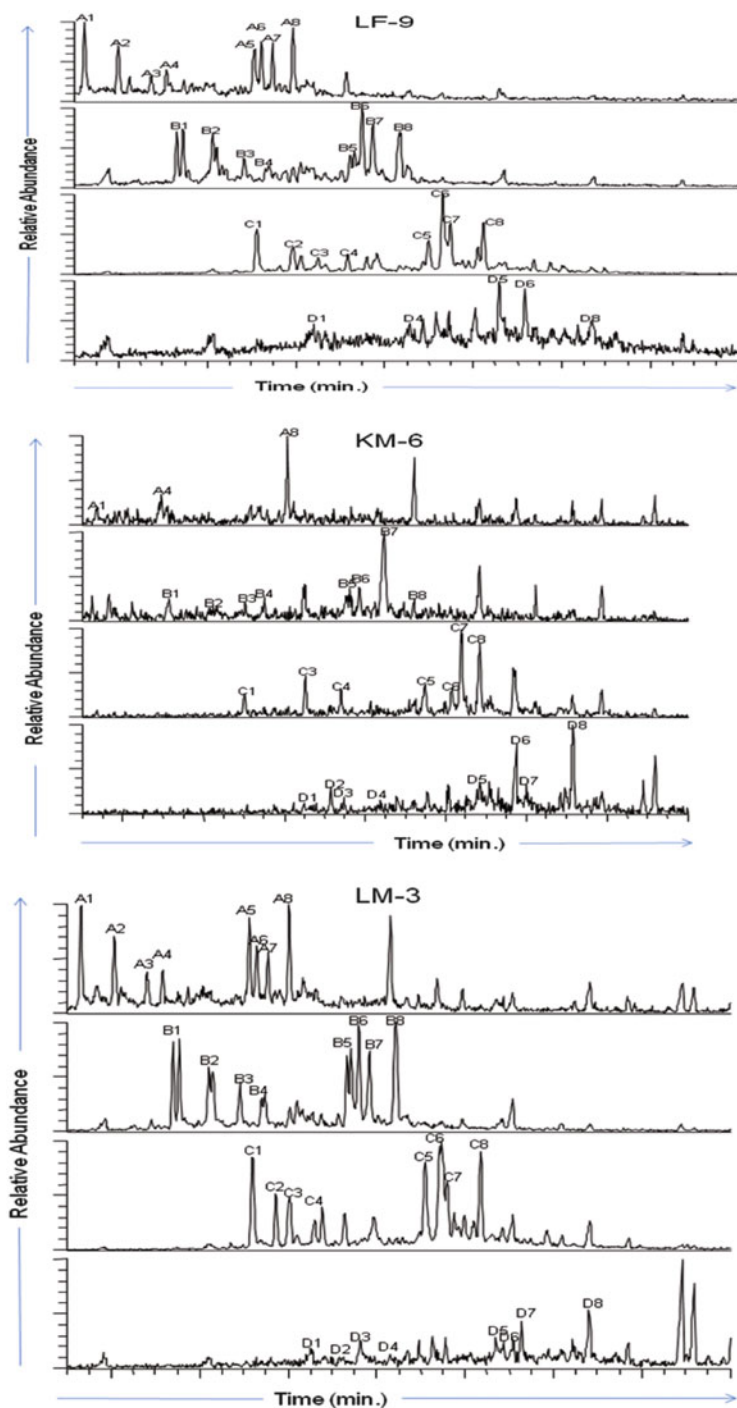 LF-9
A1 A2 A3 A4 A5 A6 A7 A8
B1 B2 B3 B4 B5 B6 B7 B8
C1 C2 C3 C4 C5 C6 C7 C8
D1 D4 D5 D6 D8
Relative Abundance
Time (min.)
KM-6
A1 A4 A8
B1 B2 B3 B4 B5 B6 B7 B8
C1 C3 C4 C5 C8 C7 C8
D1 D2 D3 D4 D5 D6 D7 D8
Relative Abundance
Time (min.)
LM-3
A1 A2 A3 A4 A5 A6 A7 A8
B1 B2 B3 B4 B5 B6 B7 B8
C1 C2 C3 C4 C5 C6 C7 C8
D1 D2 D3 D4 D5 D6 D7 D8
Relative Abundance
Time (min.)